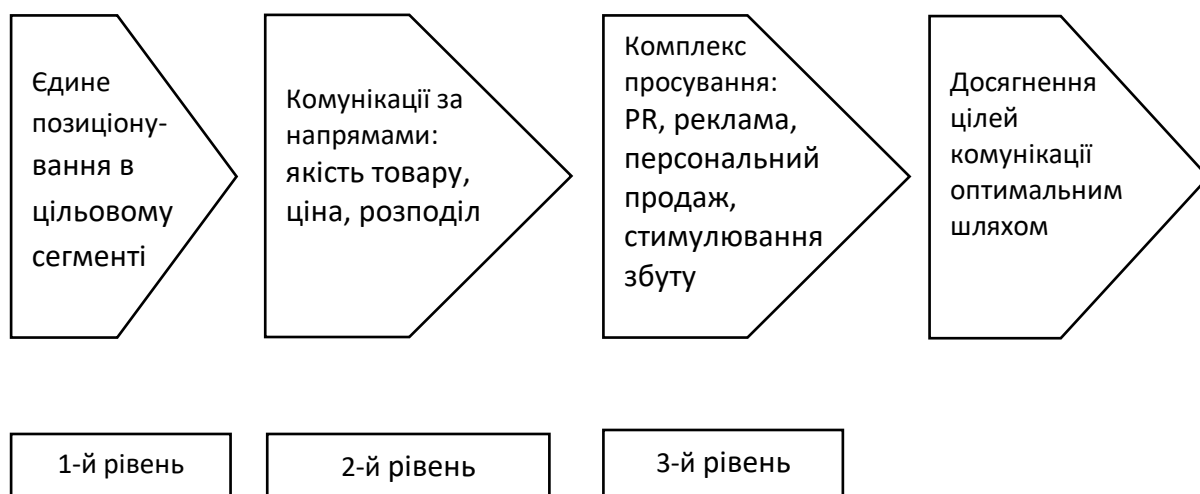 Єдине
позиціону-
вання в
цільовому
сегменті
Комунікації за
напрямами:
якість товару,
ціна, розподіл
Комплекс
просування:
PR, реклама,
персональний
продаж,
стимулювання
збуту
Досягнення
цілей
комунікації
оптимальним
шляхом
1-й рівень
2-й рівень
3-й рівень